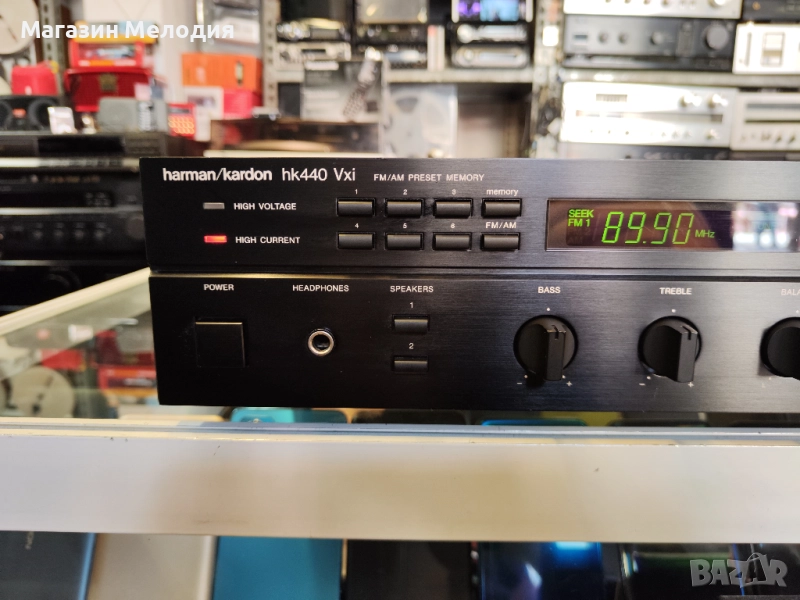 Магазин Мелодия
harman/kardon hk440 Vxi
FM/AM PRESET MEMORY
1 2 3 memory
HIGH VOLTAGE
HIGH CURRENT
4 5 6 FM/AM
SEEK
FM 1
89.90 MHz
POWER
HEADPHONES
SPEAKERS
1
2
BASS
- +
TREBLE
- +
BALA
BAZAR